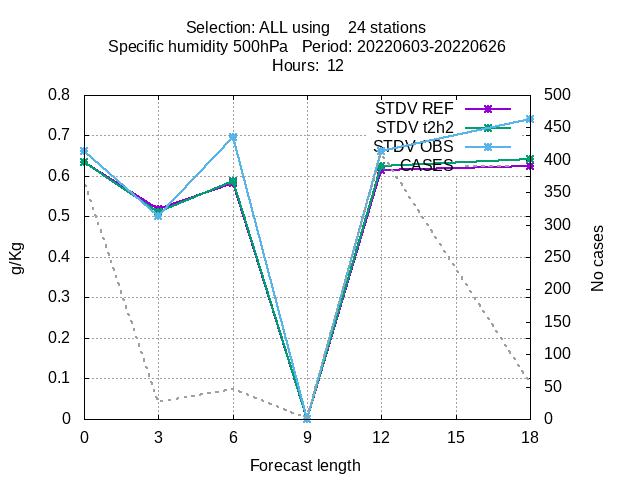 Selection: ALL using    24 stations
Specific humidity 500hPa   Period: 20220603-20220626
Hours:  12
STDV REF
STDV t2h2
STDV OBS
CASES
g/Kg
0.8
0.7
0.6
0.5
0.4
0.3
0.2
0.1
0
No cases
500
450
400
350
300
250
200
150
100
50
0
0 3 6 9 12 15 18
Forecast length